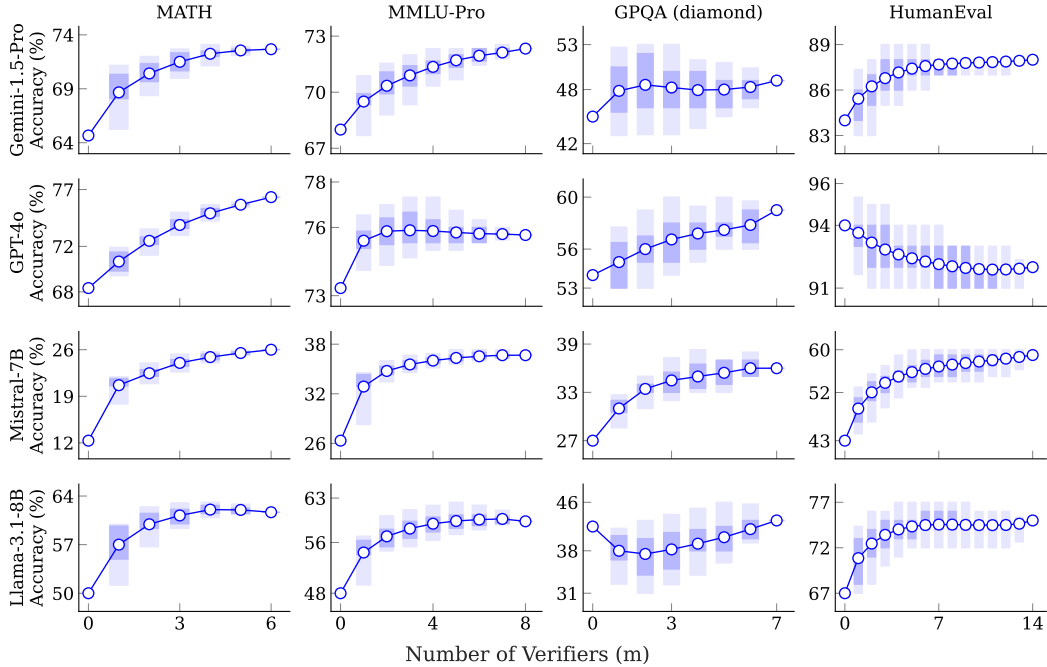 MATH MMLU-Pro GPQA (diamond) HumanEval
Gemini-1.5-Pro
Accuracy (%)
74 69 64
73 70 67
53 48 42
89 86 83
GPT-4o
Accuracy (%)
77 72 68
78 76 73
60 56 53
96 94 91
Mistral-7B
Accuracy (%)
26 19 12
38 32 26
39 33 27
60 52 43
Llama-3.1-8B
Accuracy (%)
64 57 50
63 56 48
46 38 31
77 72 67
0 3 6 0 4 8 0 3 7 0 7 14
Number of Verifiers (m)